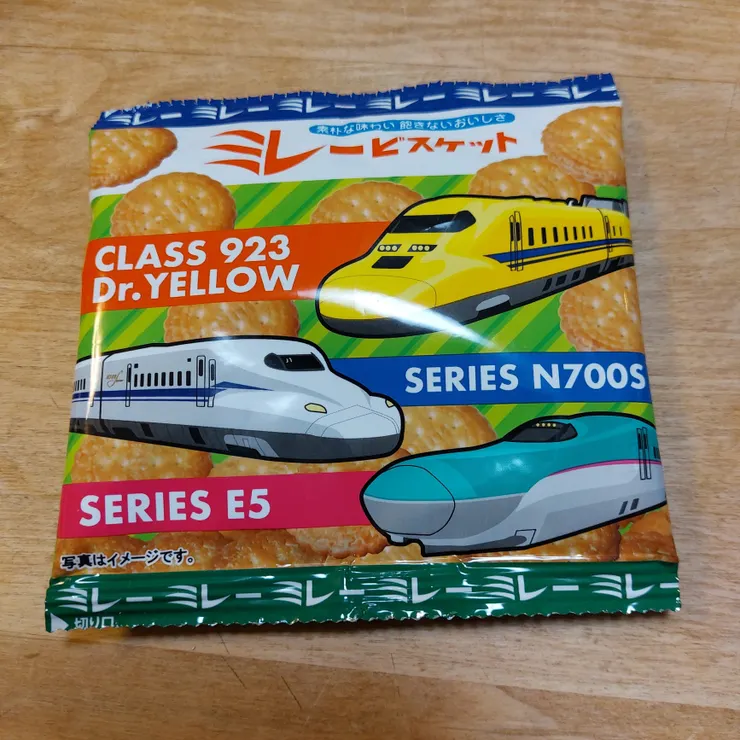 ミレー ミレー ミレー ミレー ミレー ミレー
素朴な味わい 飽きないおいしさ
ミレービスケット
CLASS 923
Dr.YELLOW
SERIES N700S
SERIES E5
写真はイメージです。
ミレー ミレー ミレー ミレー ミレー
切り口